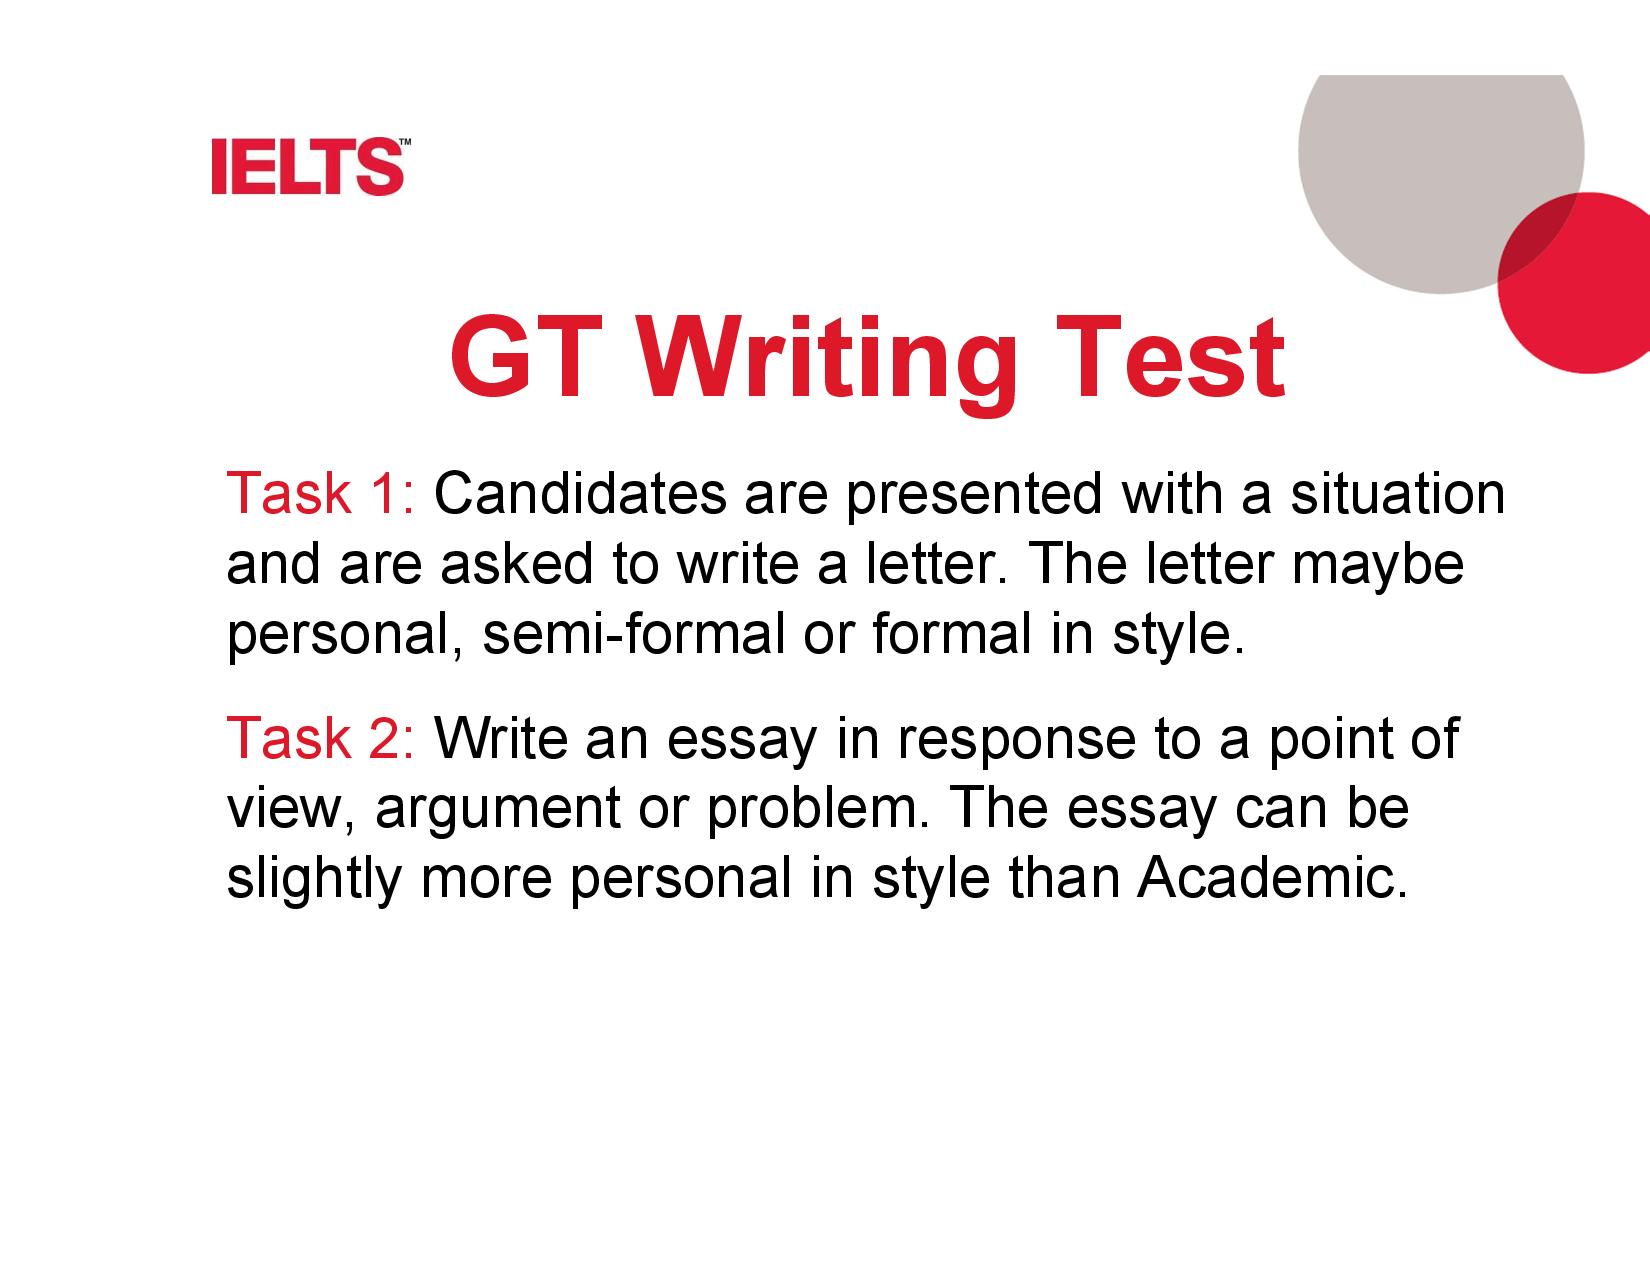 IELTS™
GT Writing Test
Task 1: Candidates are presented with a situation
and are asked to write a letter. The letter maybe
personal, semi-formal or formal in style.
Task 2: Write an essay in response to a point of
view, argument or problem. The essay can be
slightly more personal in style than Academic.